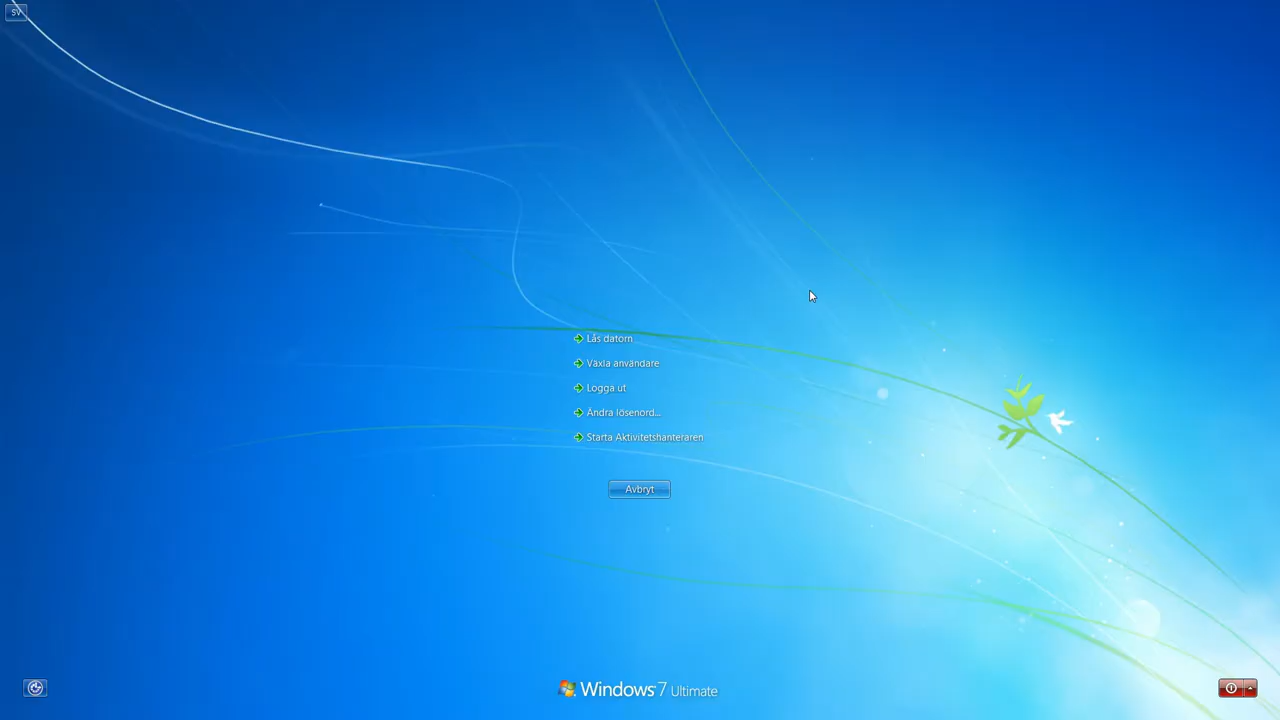 SV
Lås datorn
Växla användare
Logga ut
Ändra lösenord...
Starta Aktivitetshanteraren
Avbryt
Windows 7 Ultimate